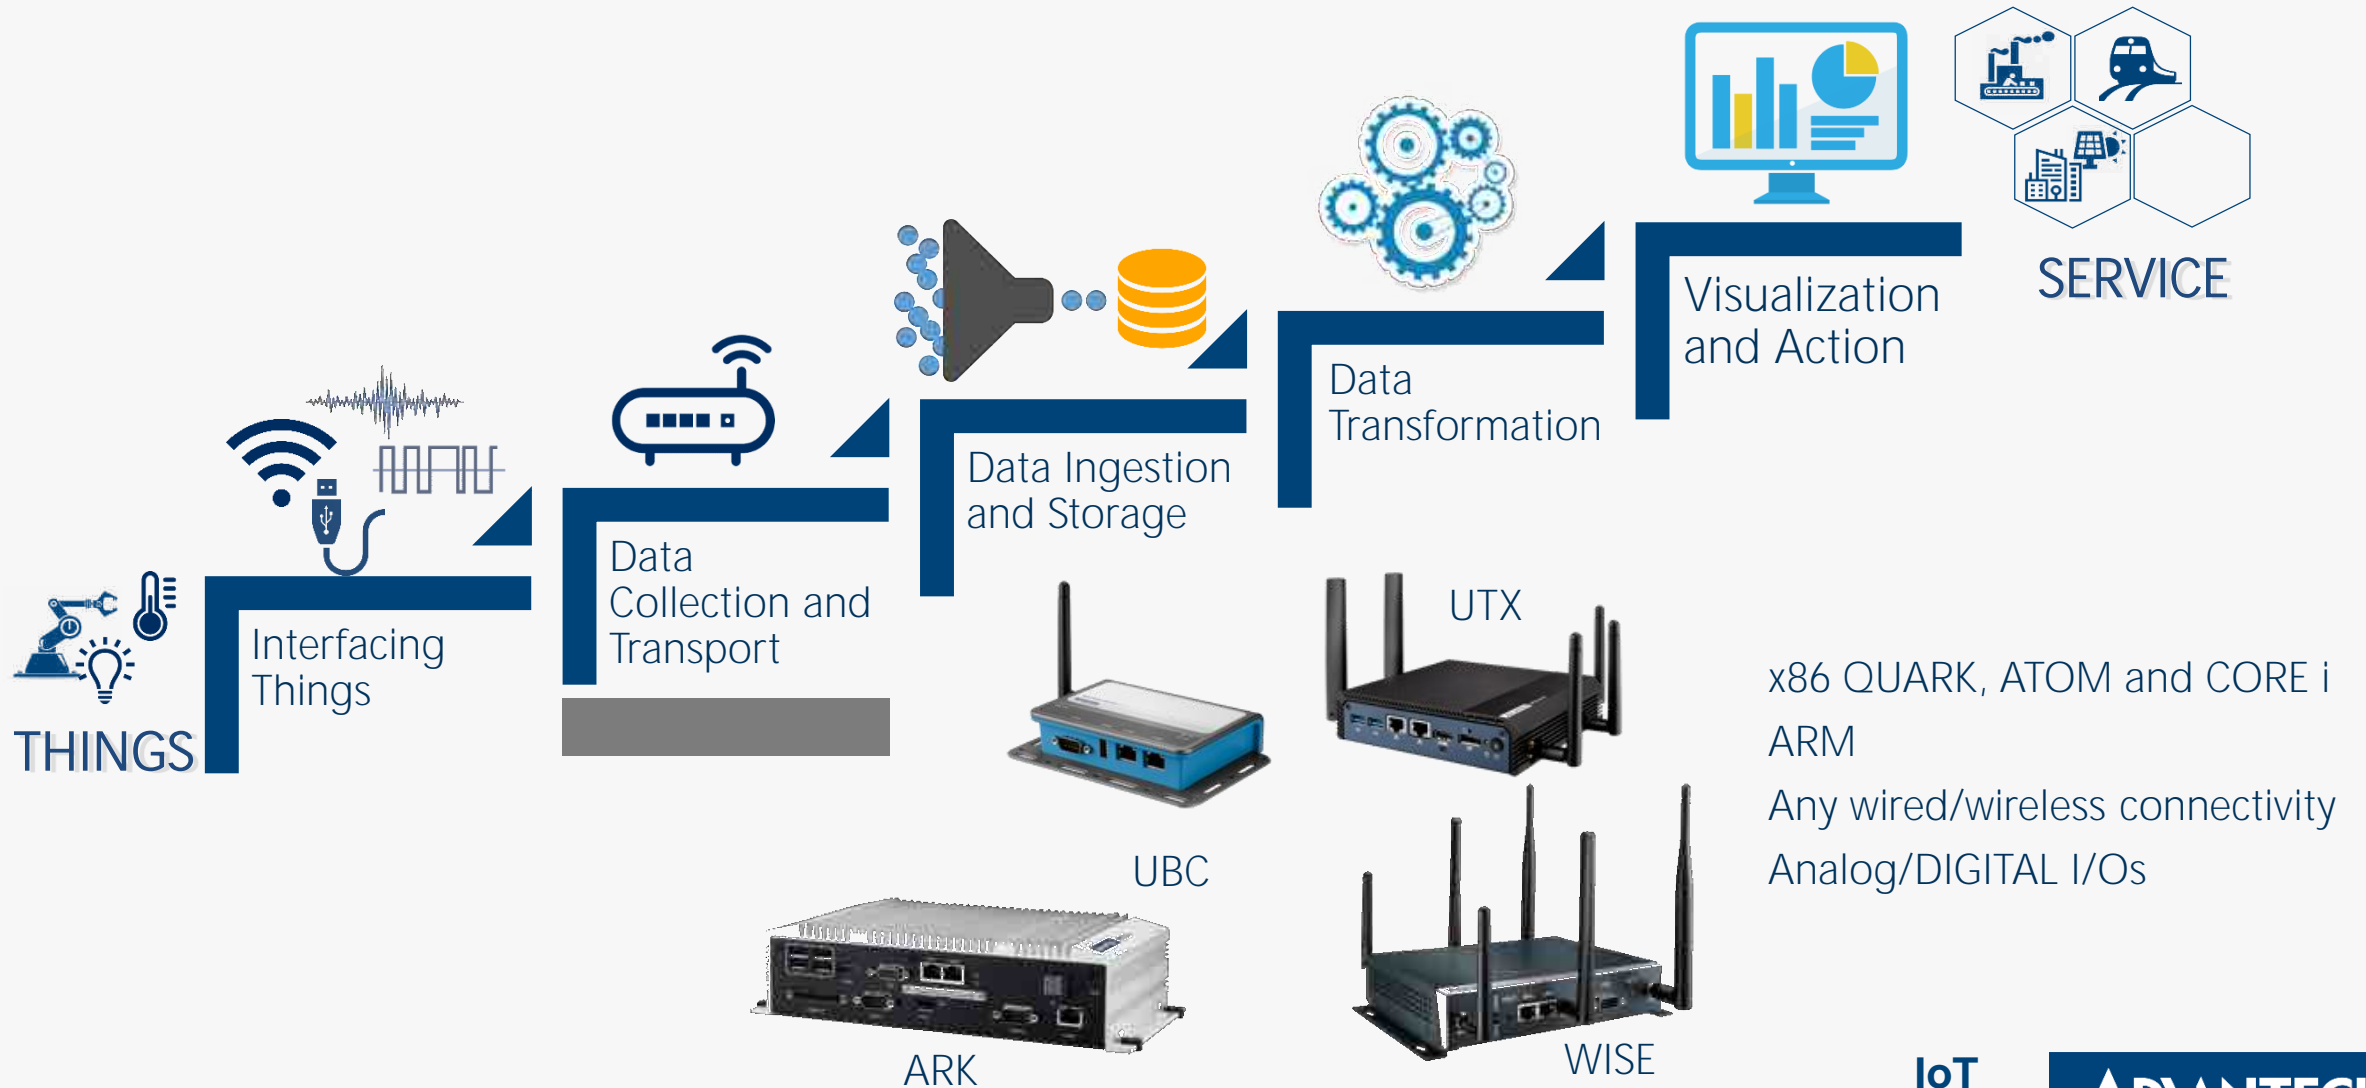 SERVICE
Visualization
and Action
Data
Transformation
Data Ingestion
and Storage
Data
Collection and
Transport
Interfacing
Things
THINGS
UTX
x86 QUARK, ATOM and CORE i
ARM
Any wired/wireless connectivity
Analog/DIGITAL I/Os
UBC
ARK
WISE
IoT
ADVANTECH